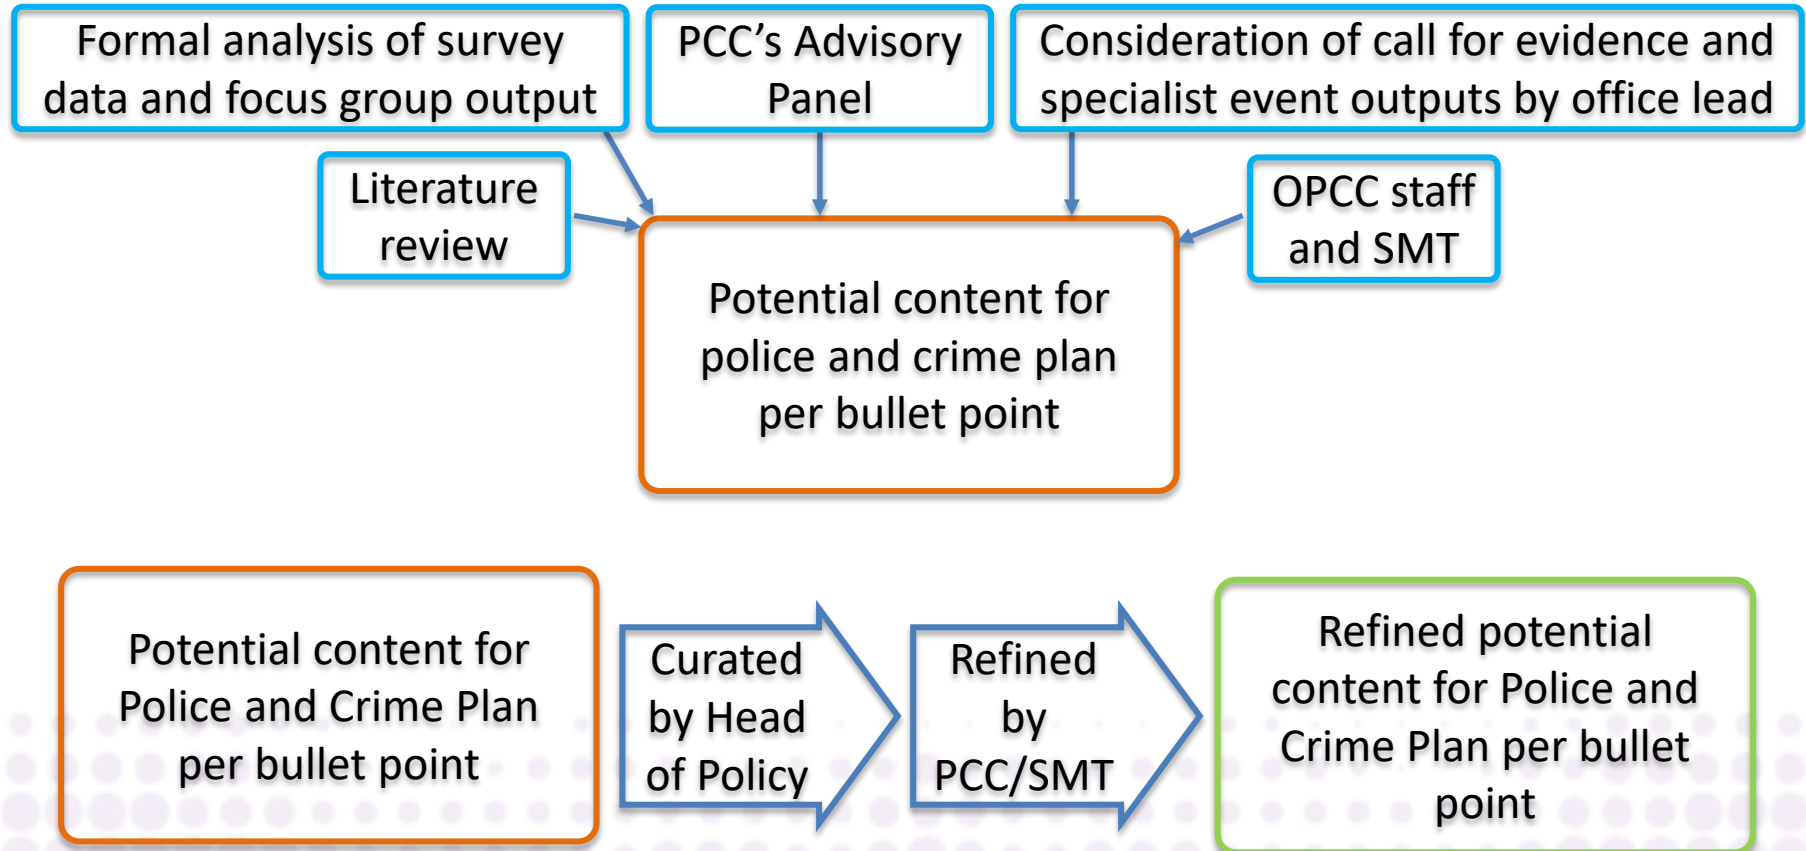 Formal analysis of survey
data and focus group output
PCC’s Advisory
Panel
Consideration of call for evidence and
specialist event outputs by office lead
Literature
review
OPCC staff
and SMT
Potential content for
police and crime plan
per bullet point
Potential content for
Police and Crime Plan
per bullet point
Curated
by Head
of Policy
Refined
by
PCC/SMT
Refined potential
content for Police and
Crime Plan per bullet
point